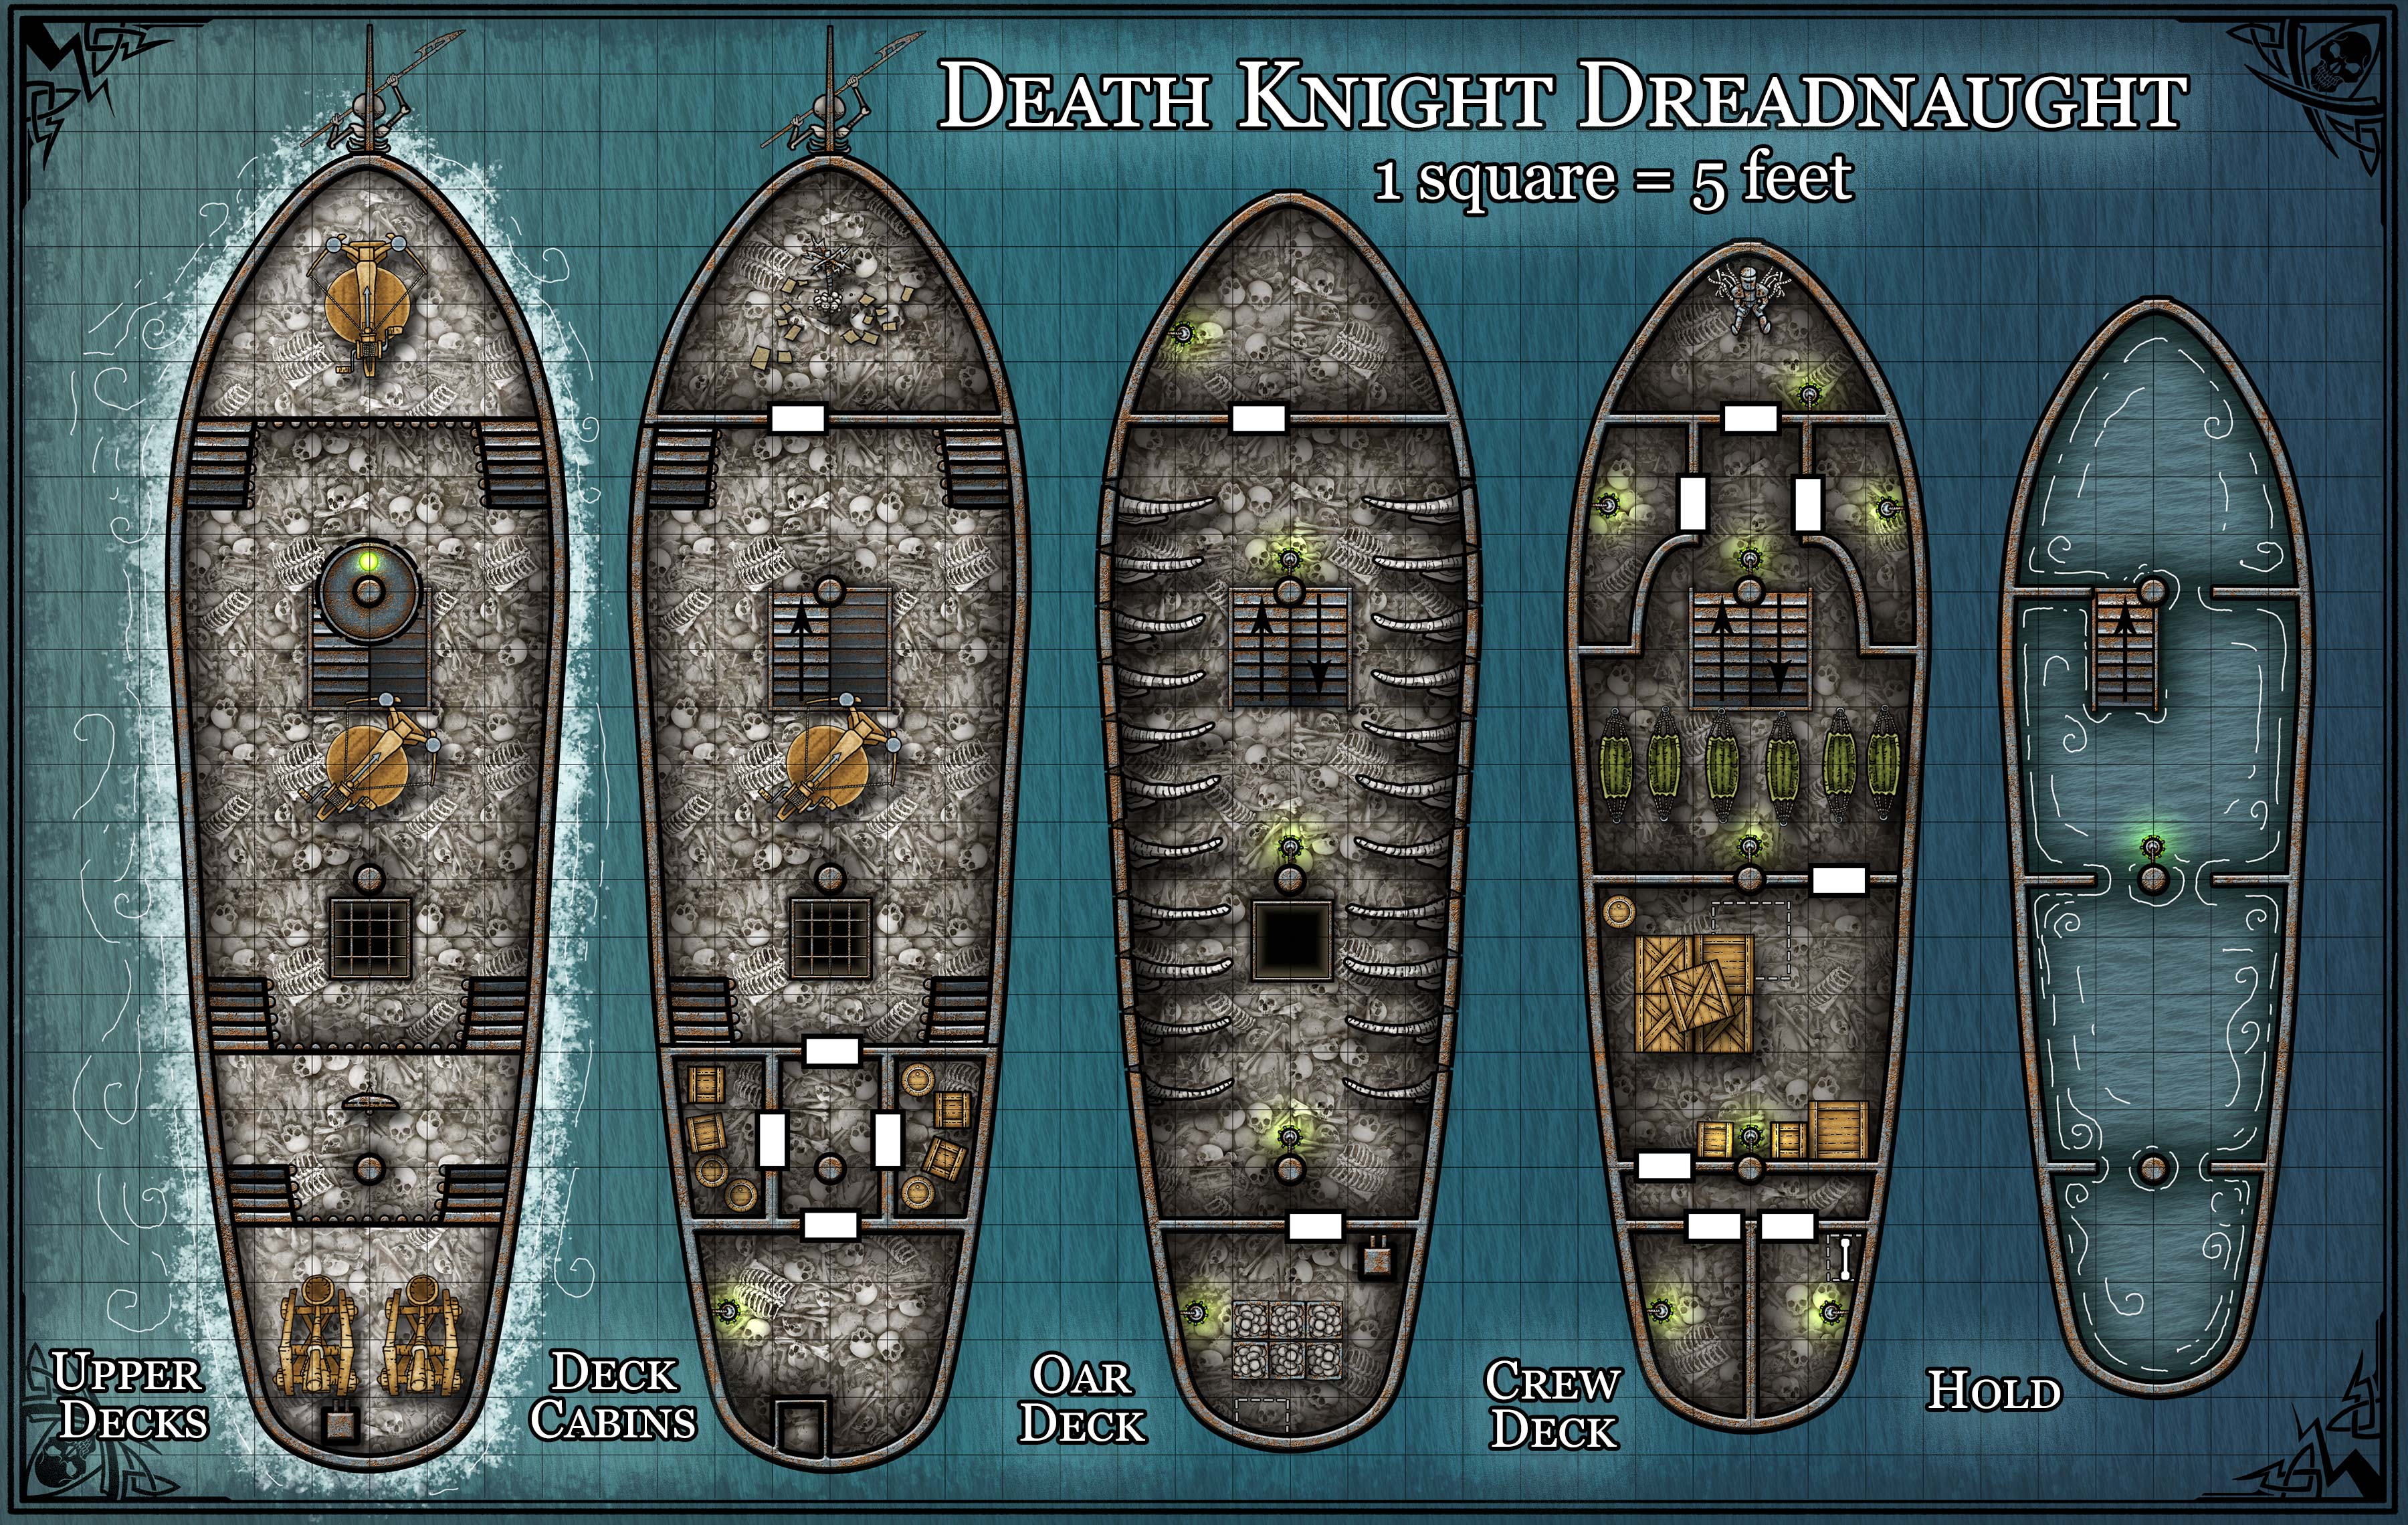 Death Knight Dreadnaught
1 square = 5 feet
Upper
Decks
Deck
Cabins
Oar
Deck
Crew
Deck
Hold